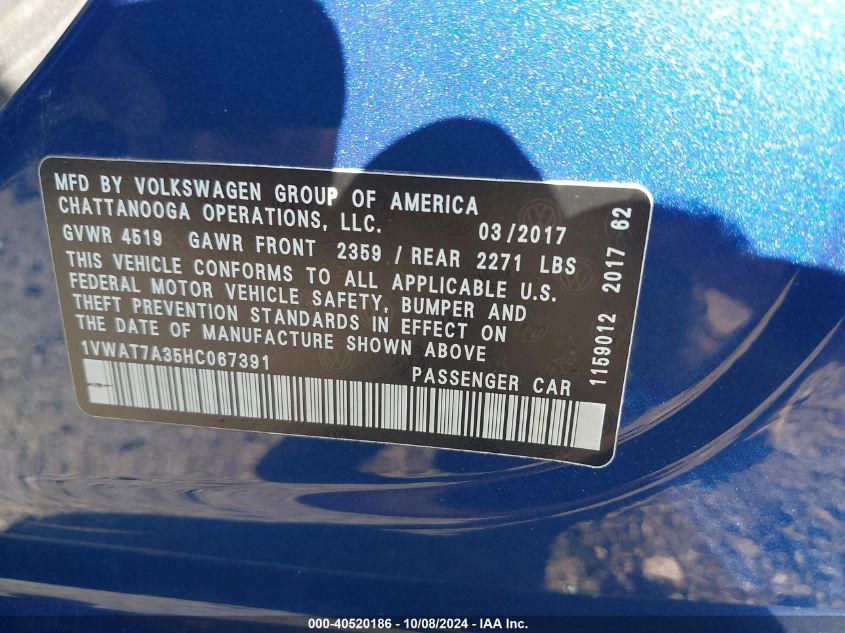 MFD BY VOLKSWAGEN GROUP OF AMERICA
CHATTANOOGA OPERATIONS, LLC. 03/2017
GVWR 4519 GAWR FRONT 2359 / REAR 2271 LBS
THIS VEHICLE CONFORMS TO ALL APPLICABLE U.S.
FEDERAL MOTOR VEHICLE SAFETY, BUMPER AND
THEFT PREVENTION STANDARDS IN EFFECT ON
THE DATE OF MANUFACTURE SHOWN ABOVE
1VWAT7A35HC067391 PASSENGER CAR
1159012 2017 62
000-40520186 - 10/08/2024 - IAA Inc.